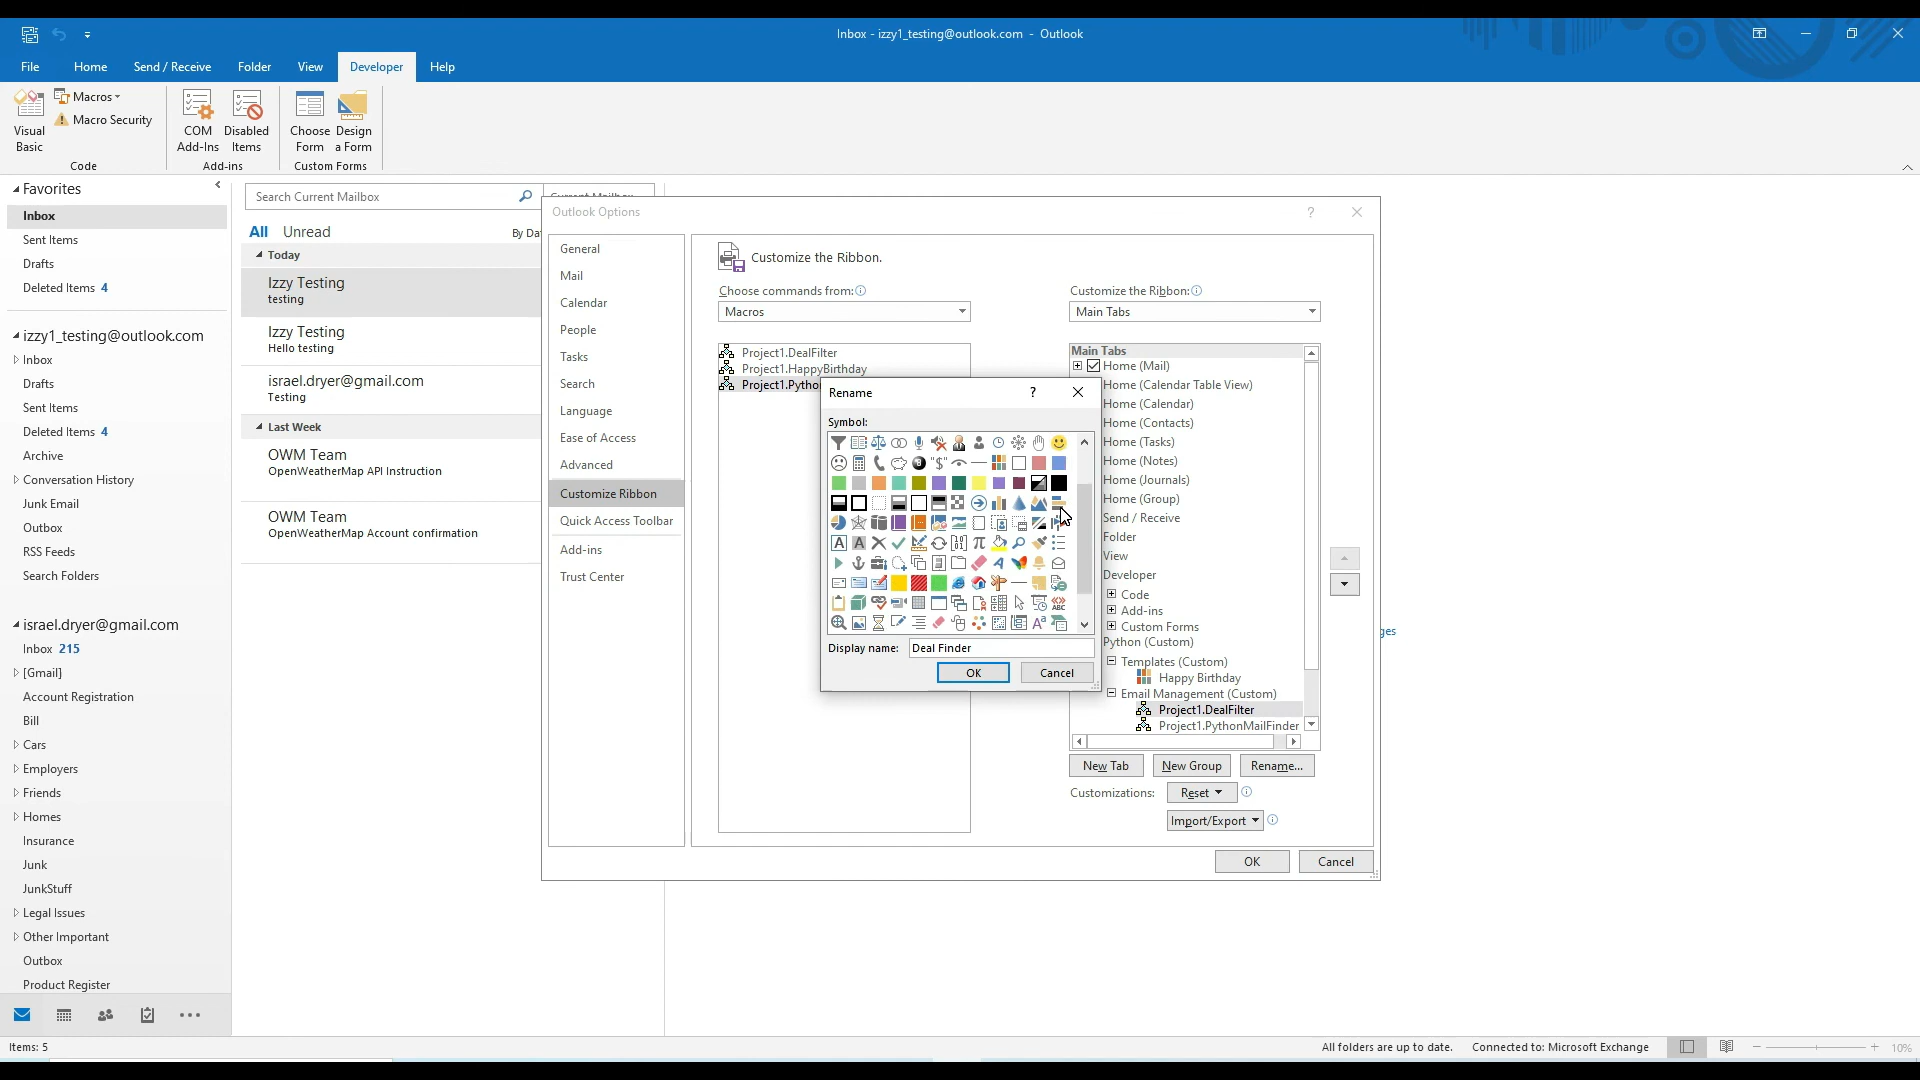 Inbox - izzy1_testing@outlook.com - Outlook
File Home Send / Receive Folder View Developer Help
Visual Basic
Macros
Macro Security
COM Add-Ins
Disabled Items
Choose Form
Design a Form
Code Add-ins Custom Forms
Favorites
Inbox
Sent Items
Drafts
Deleted Items 4
izzy1_testing@outlook.com
Inbox
Drafts
Sent Items
Deleted Items 4
Archive
Conversation History
Junk Email
Outbox
RSS Feeds
Search Folders
israel.dryer@gmail.com
Inbox 215
[Gmail]
Account Registration
Bill
Cars
Employers
Friends
Homes
Insurance
Junk
JunkStuff
Legal Issues
Other Important
Outbox
Product Register
Search Current Mailbox
All Unread
Today
Izzy Testing
testing
Izzy Testing
Hello testing
israel.dryer@gmail.com
Testing
Last Week
OWM Team
OpenWeatherMap API Instruction
OWM Team
OpenWeatherMap Account confirmation
Outlook Options
General
Mail
Calendar
People
Tasks
Search
Language
Ease of Access
Advanced
Customize Ribbon
Quick Access Toolbar
Add-ins
Trust Center
Customize the Ribbon.
Choose commands from:
Macros
Project1.DealFilter
Project1.HappyBirthday
Customize the Ribbon:
Main Tabs
Main Tabs
Home (Mail)
Home (Calendar Table View)
Home (Calendar)
Home (Contacts)
Home (Tasks)
Home (Notes)
Home (Journals)
Home (Group)
Send / Receive
Folder
View
Developer
Code
Add-ins
Custom Forms
Python (Custom)
Templates (Custom)
Happy Birthday
Email Management (Custom)
Project1.DealFilter
Project1.PythonMailFinder
New Tab New Group Rename...
Customizations: Reset
Import/Export
OK Cancel
Rename
Symbol:
Display name: Deal Finder
OK Cancel
Items: 5
All folders are up to date. Connected to: Microsoft Exchange 10%